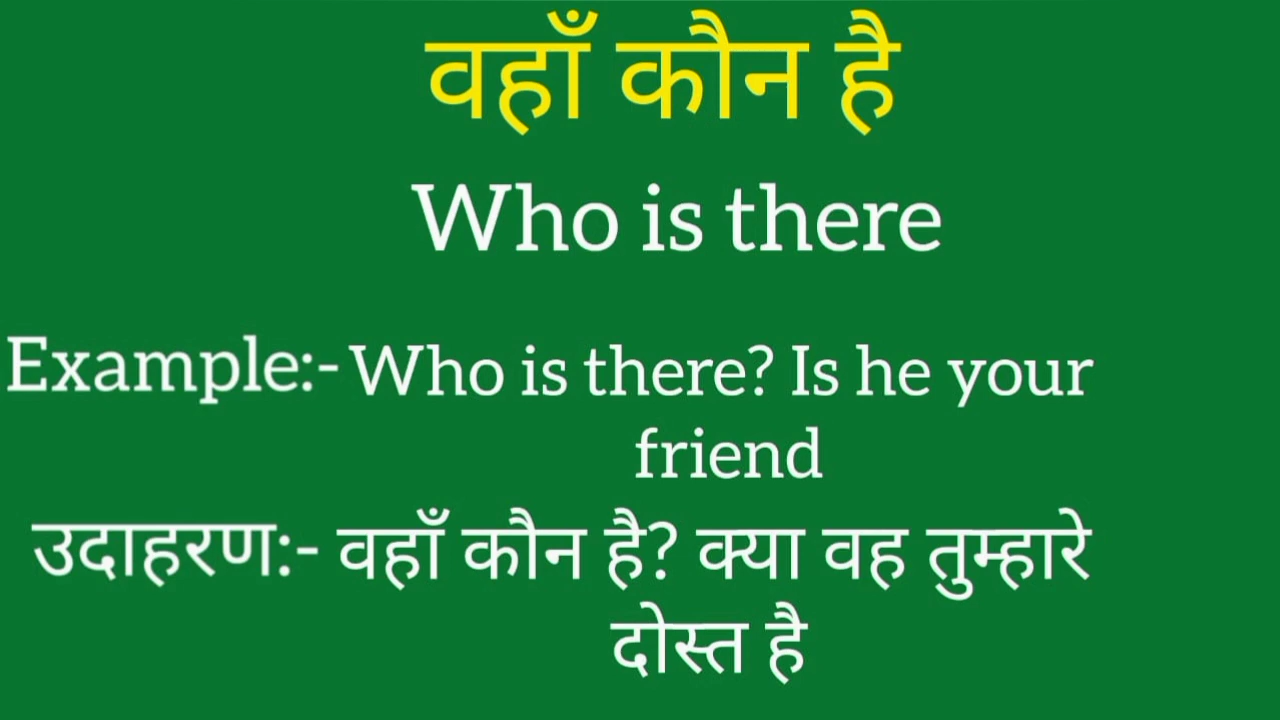 वहाँ कौन है
Who is there
Example:- Who is there? Is he your
friend
उदाहरण:- वहाँ कौन है? क्या वह तुम्हारे
दोस्त है